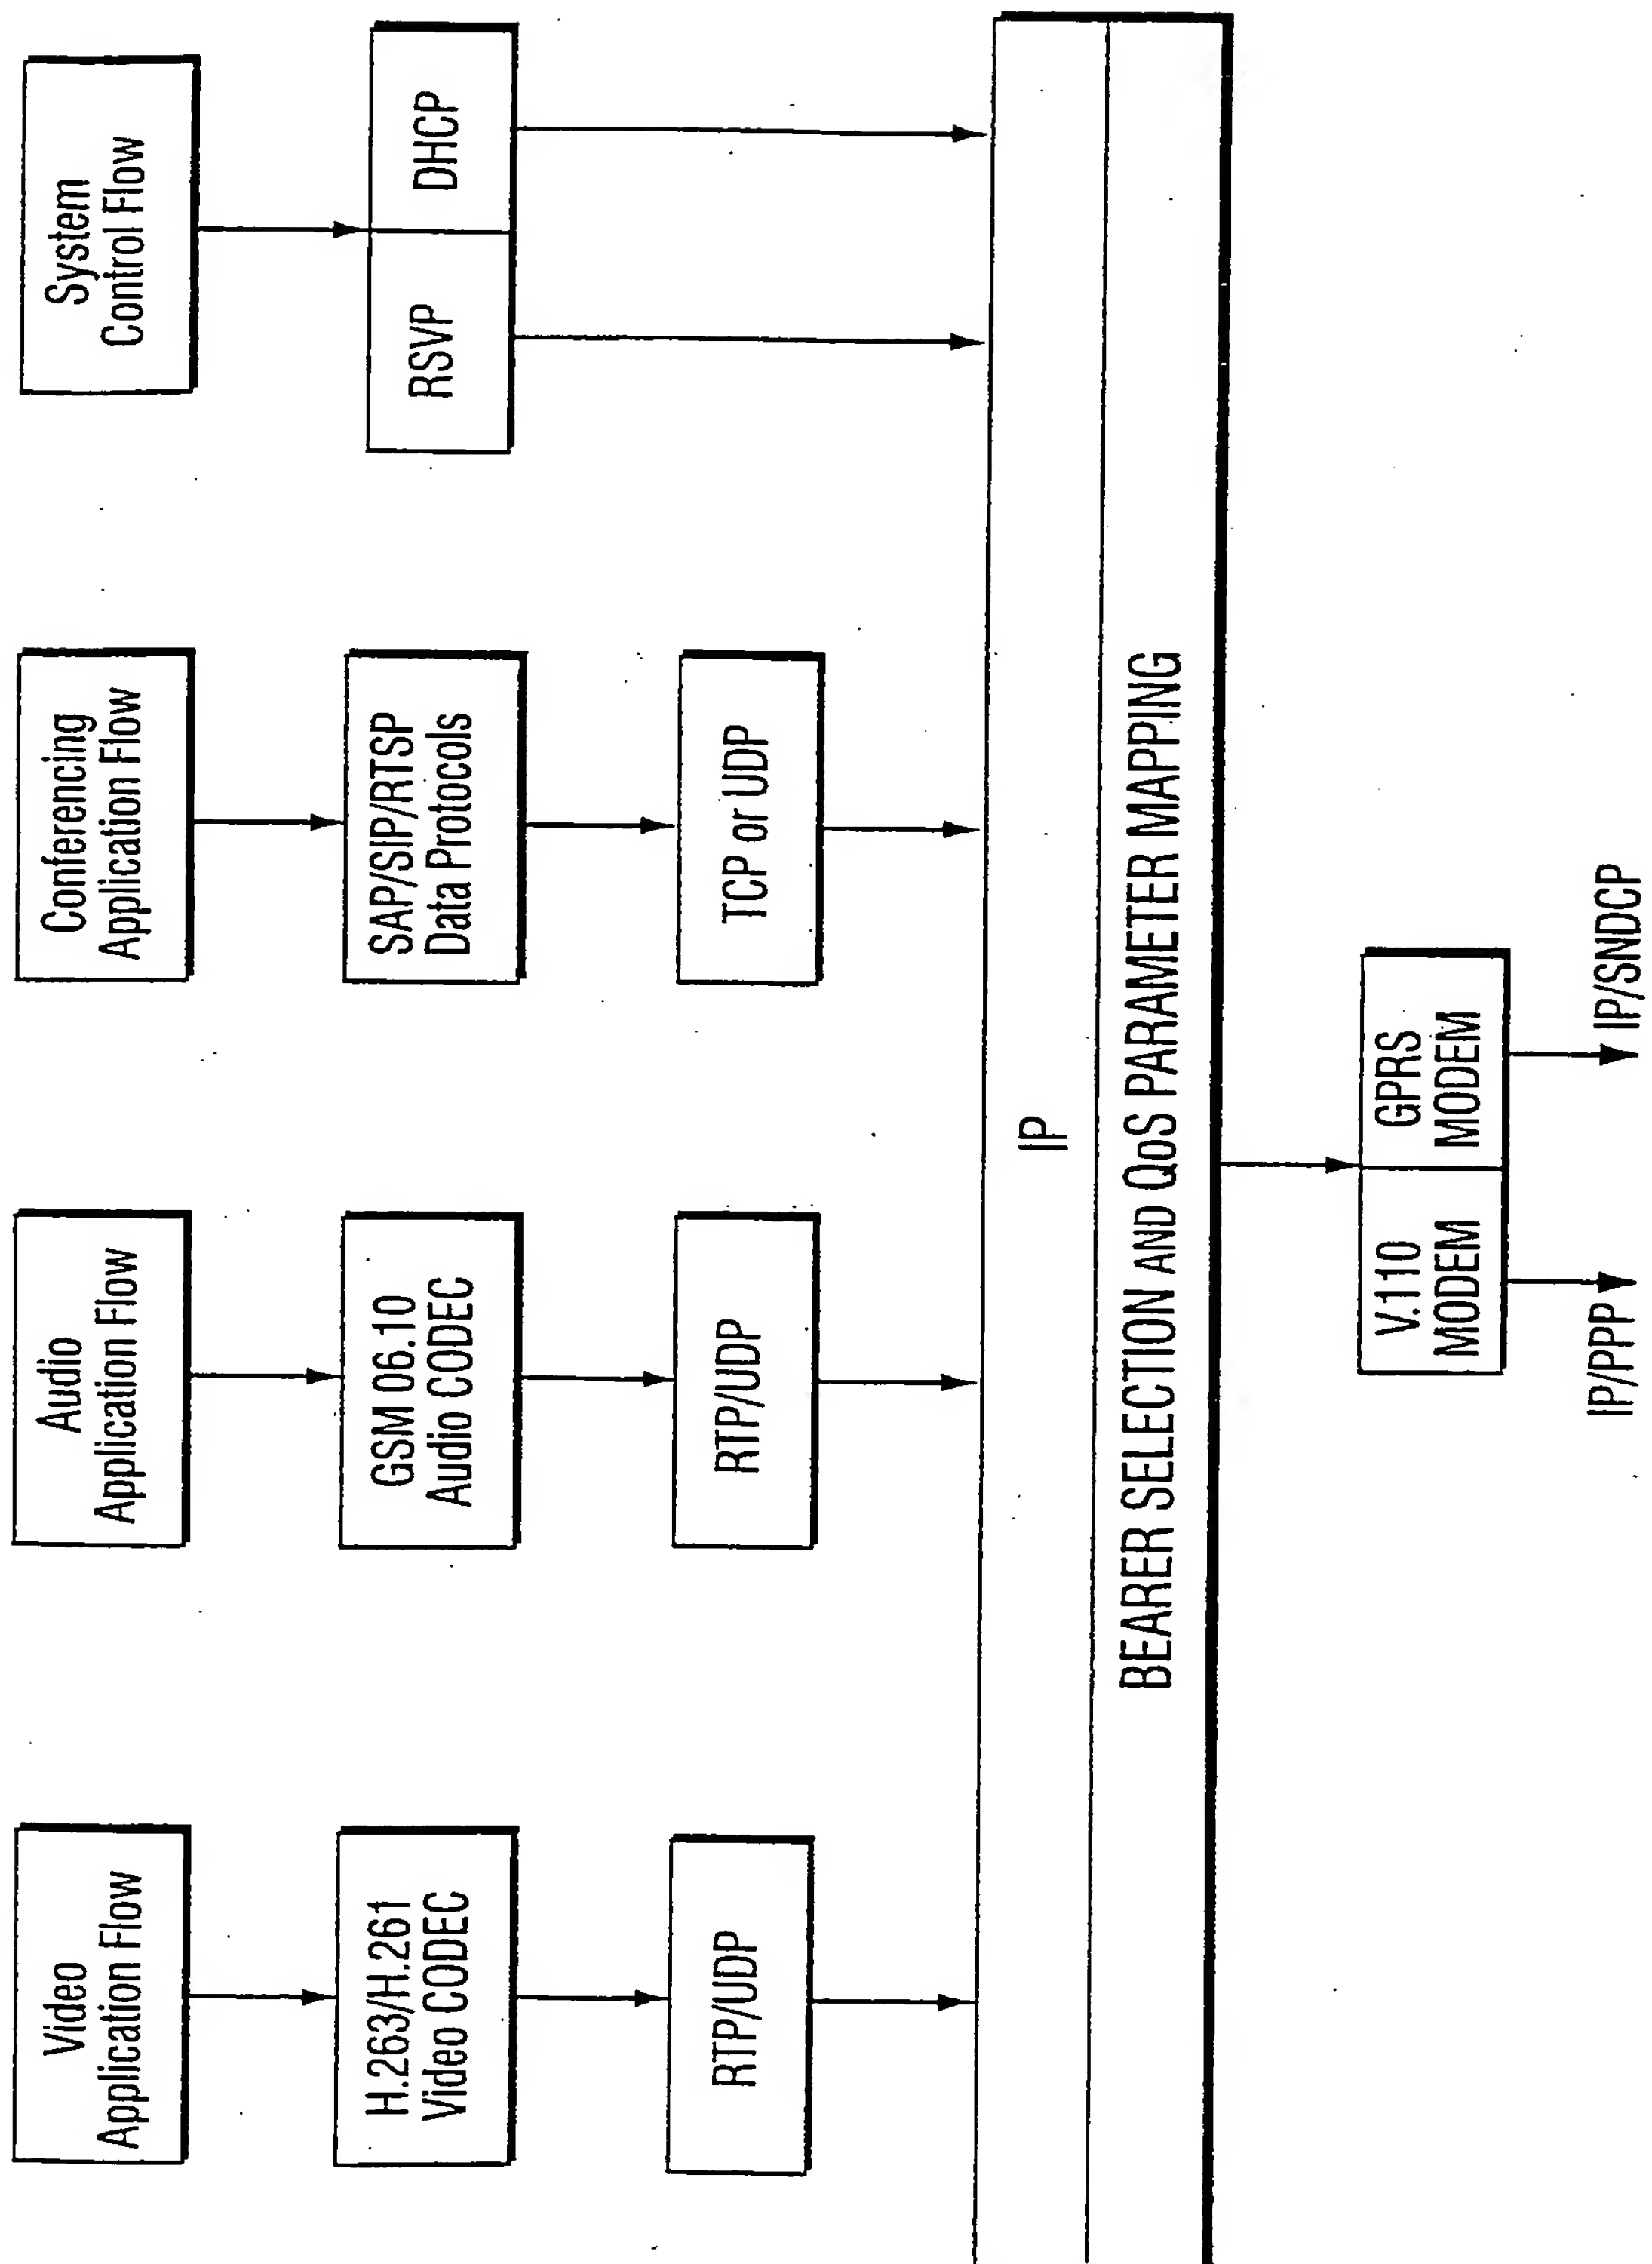 Video
Application Flow
H.263/H.261
Video CODEC
RTP/UDP
Audio
Application Flow
GSM 06.10
Audio CODEC
RTP/UDP
Conferencing
Application Flow
SAP/SIP/RTSP
Data Protocols
TCP or UDP
System
Control Flow
RSVP
DHCP
IP
BEARER SELECTION AND QoS PARAMETER MAPPING
V.110
MODEM
GPRS
MODEM
IP/PPP
IP/SNDCP